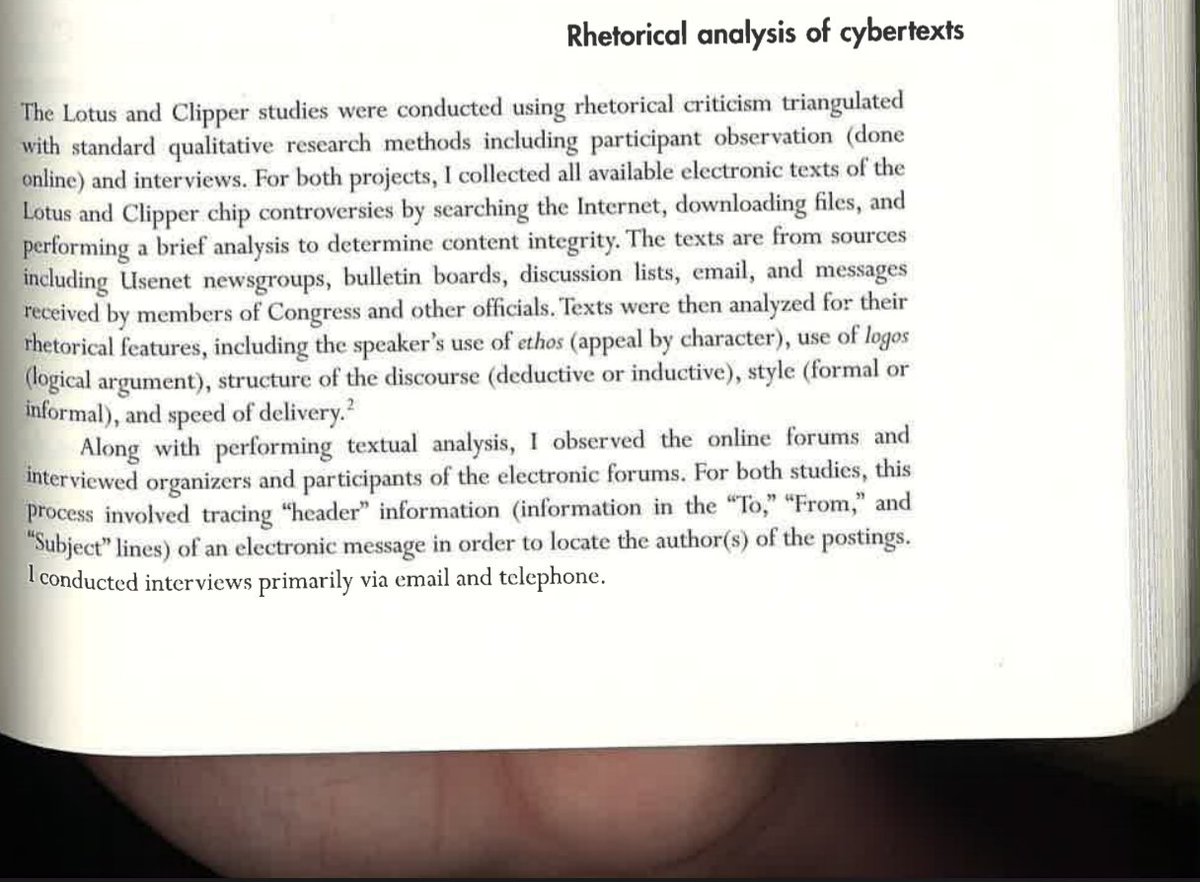 Rhetorical analysis of cybertexts
The Lotus and Clipper studies were conducted using rhetorical criticism triangulated
with standard qualitative research methods including participant observation (done
online) and interviews. For both projects, I collected all available electronic texts of the
Lotus and Clipper chip controversies by searching the Internet, downloading files, and
performing a brief analysis to determine content integrity. The texts are from sources
including Usenet newsgroups, bulletin boards, discussion lists, email, and messages
received by members of Congress and other officials. Texts were then analyzed for their
rhetorical features, including the speaker's use of ethos (appeal by character), use of logos
(logical argument), structure of the discourse (deductive or inductive), style (formal or
informal), and speed of delivery.²
Along with performing textual analysis, I observed the online forums and
interviewed organizers and participants of the electronic forums. For both studies, this
process involved tracing “header” information (information in the “To,” “From,” and
“Subject” lines) of an electronic message in order to locate the author(s) of the postings.
I conducted interviews primarily via email and telephone.